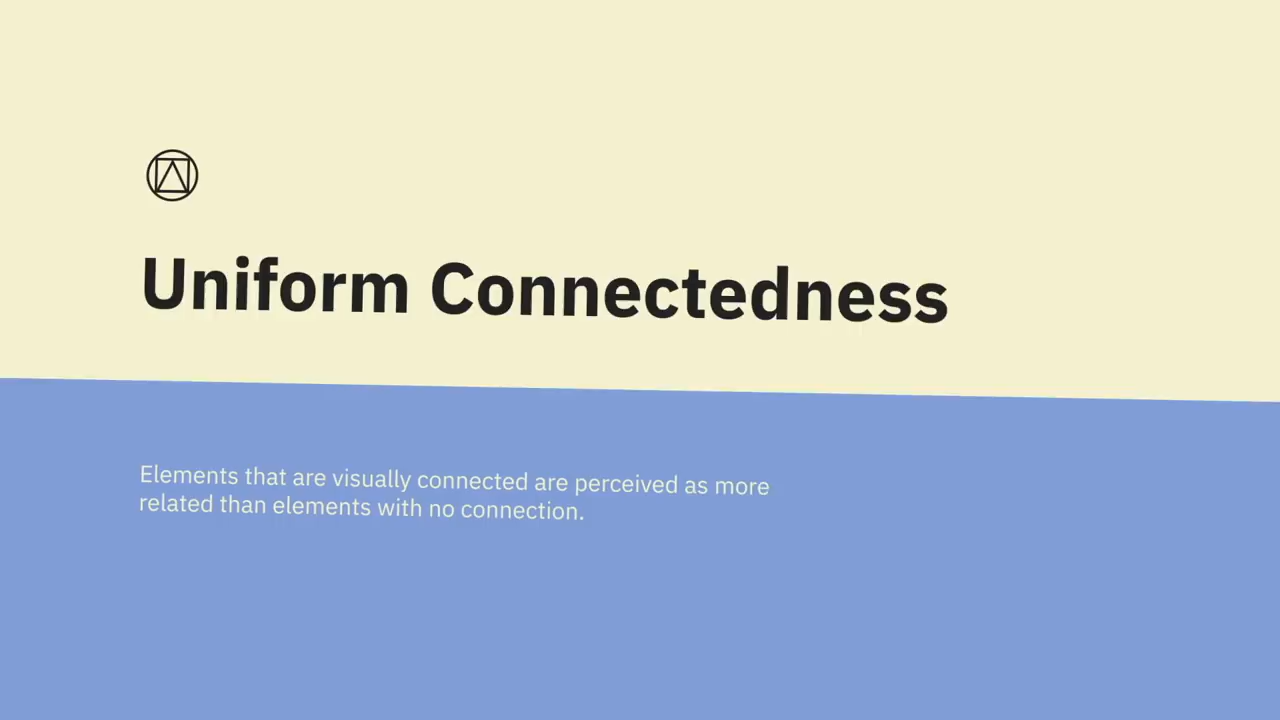 Uniform Connectedness
Elements that are visually connected are perceived as more
related than elements with no connection.